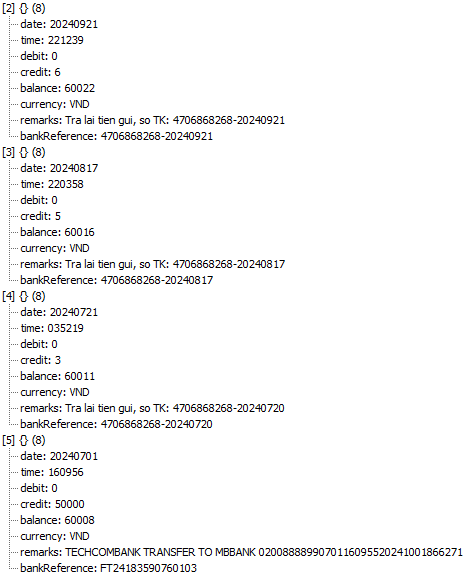 [2] {} (8)
date: 20240921
time: 221239
debit: 0
credit: 6
balance: 60022
currency: VND
remarks: Tra lai tien gui, so TK: 4706868268-20240921
bankReference: 4706868268-20240921
[3] {} (8)
date: 20240817
time: 220358
debit: 0
credit: 5
balance: 60016
currency: VND
remarks: Tra lai tien gui, so TK: 4706868268-20240817
bankReference: 4706868268-20240817
[4] {} (8)
date: 20240721
time: 035219
debit: 0
credit: 3
balance: 60011
currency: VND
remarks: Tra lai tien gui, so TK: 4706868268-20240720
bankReference: 4706868268-20240720
[5] {} (8)
date: 20240701
time: 160956
debit: 0
credit: 50000
balance: 60008
currency: VND
remarks: TECHCOMBANK TRANSFER TO MBBANK 0200888899070116095520241001866271
bankReference: FT24183590760103